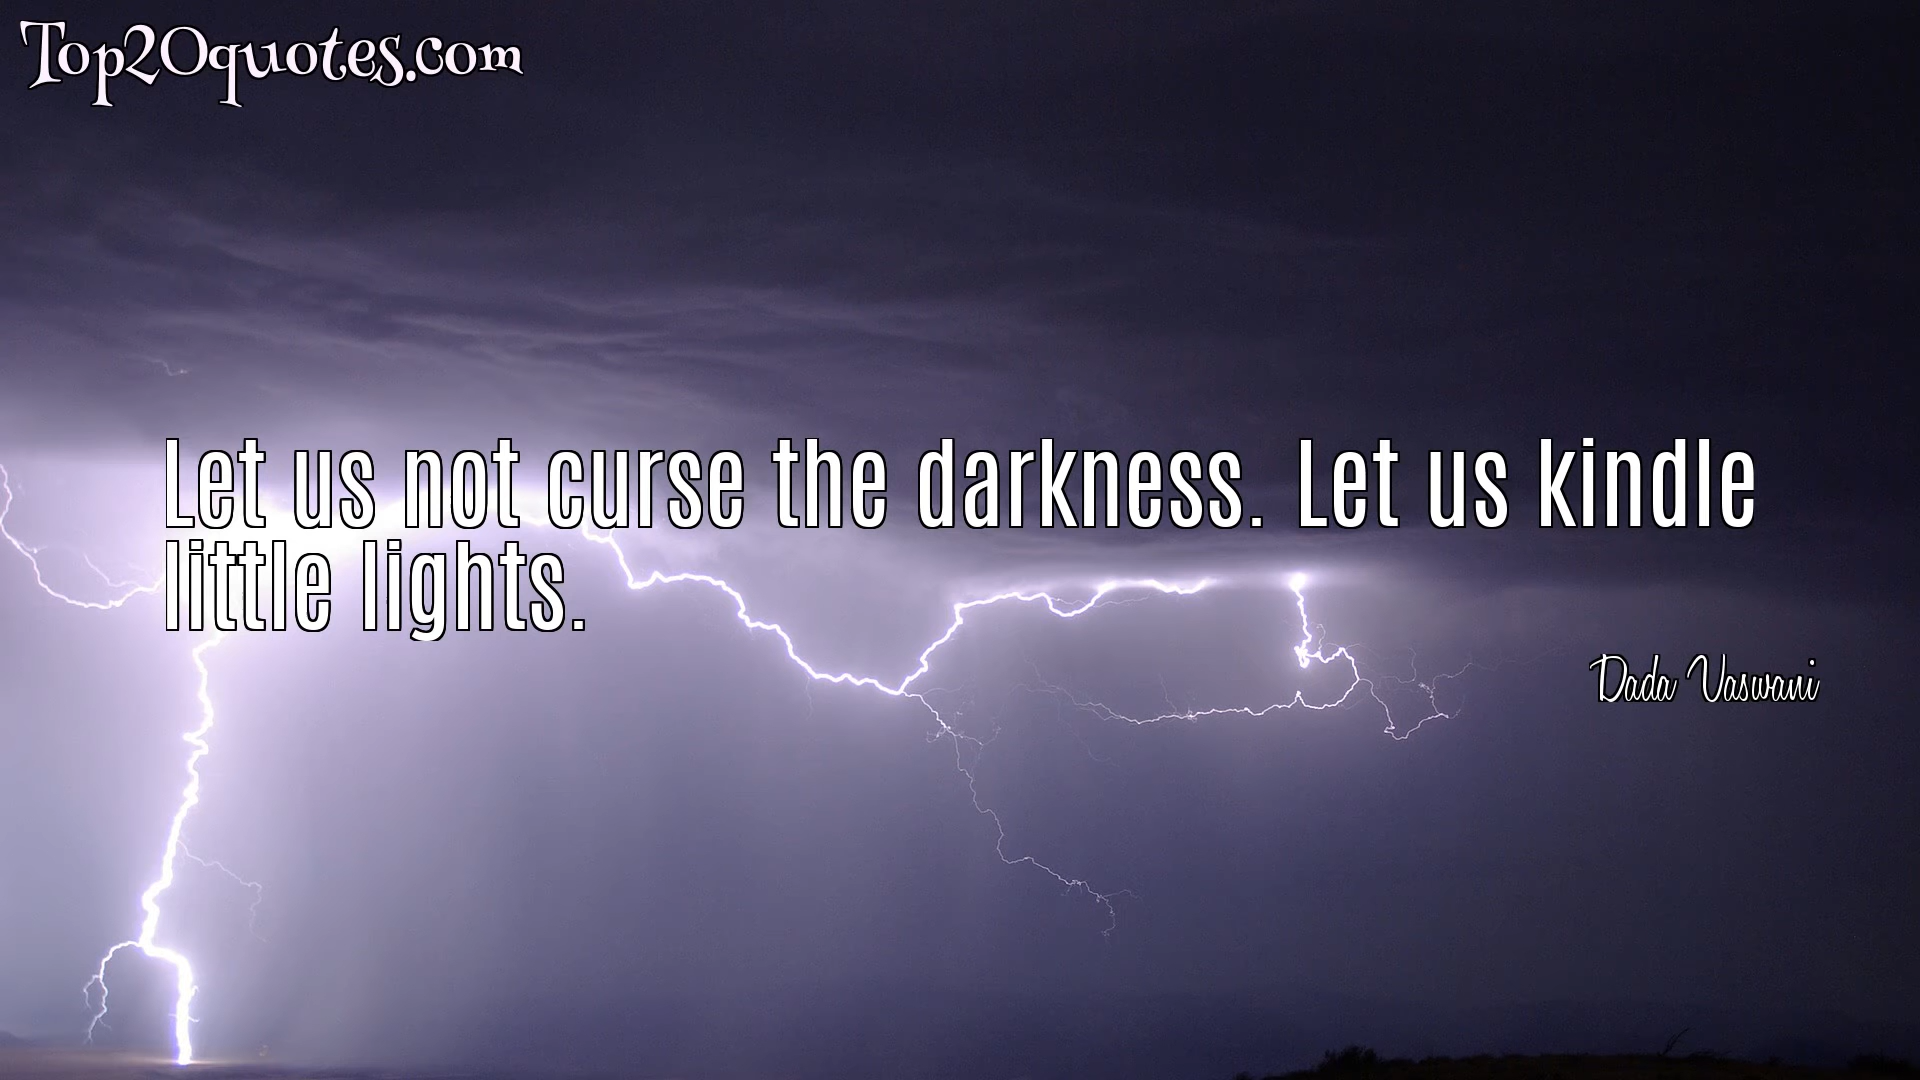 Top20quotes.com
Let us not curse the darkness. Let us kindle
little lights.
Dada Vaswani